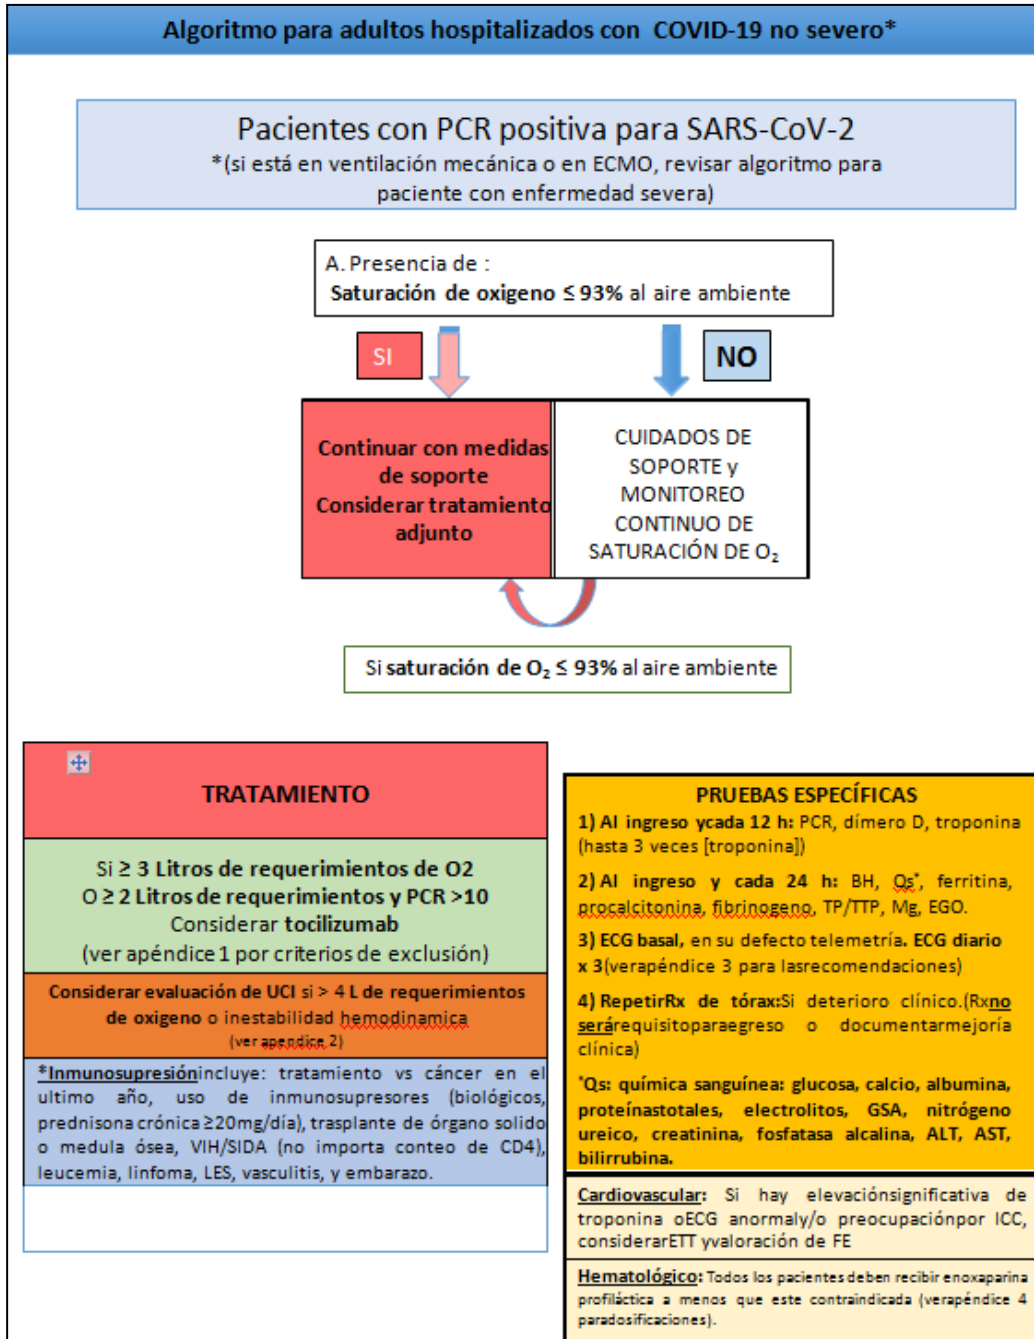 Algoritmo para adultos hospitalizados con COVID-19 no severo*
Pacientes con PCR positiva para SARS-CoV-2
*(si está en ventilación mecánica o en ECMO, revisar algoritmo para
paciente con enfermedad severa)
A. Presencia de :
Saturación de oxigeno ≤ 93% al aire ambiente
SI
NO
Continuar con medidas
de soporte
Considerar tratamiento
adjunto
CUIDADOS DE
SOPORTE y
MONITOREO
CONTINUO DE
SATURACIÓN DE O₂
Si saturación de O₂ ≤ 93% al aire ambiente
TRATAMIENTO
Si ≥ 3 Litros de requerimientos de O2
O ≥ 2 Litros de requerimientos y PCR >10
Considerar tocilizumab
(ver apéndice 1 por criterios de exclusión)
Considerar evaluación de UCI si > 4 L de requerimientos
de oxigeno o inestabilidad hemodinamica
(ver apendice 2)
*Inmunosupresiónincluye: tratamiento vs cáncer en el
ultimo año, uso de inmunosupresores (biológicos,
prednisona crónica ≥20mg/día), trasplante de órgano solido
o medula ósea, VIH/SIDA (no importa conteo de CD4),
leucemia, linfoma, LES, vasculitis, y embarazo.
PRUEBAS ESPECÍFICAS
1) Al ingreso ycada 12 h: PCR, dímero D, troponina
(hasta 3 veces [troponina])
2) Al ingreso y cada 24 h: BH, Qs*, ferritina,
procalcitonina, fibrinogeno, TP/TTP, Mg, EGO.
3) ECG basal, en su defecto telemetría. ECG diario
x 3(verapéndice 3 para lasrecomendaciones)
4) RepetirRx de tórax:Si deterioro clínico.(Rxno
serárequisitoparaegreso o documentarmejoría
clínica)
*Qs: química sanguínea: glucosa, calcio, albumina,
proteínastotales, electrolitos, GSA, nitrógeno
ureico, creatinina, fosfatasa alcalina, ALT, AST,
bilirrubina.
Cardiovascular: Si hay elevaciónsignificativa de
troponina oECG anormaly/o preocupaciónpor ICC,
considerarETT yvaloración de FE
Hematológico: Todos los pacientes deben recibir enoxaparina
profiláctica a menos que este contraindicada (verapéndice 4
paradosificaciones).